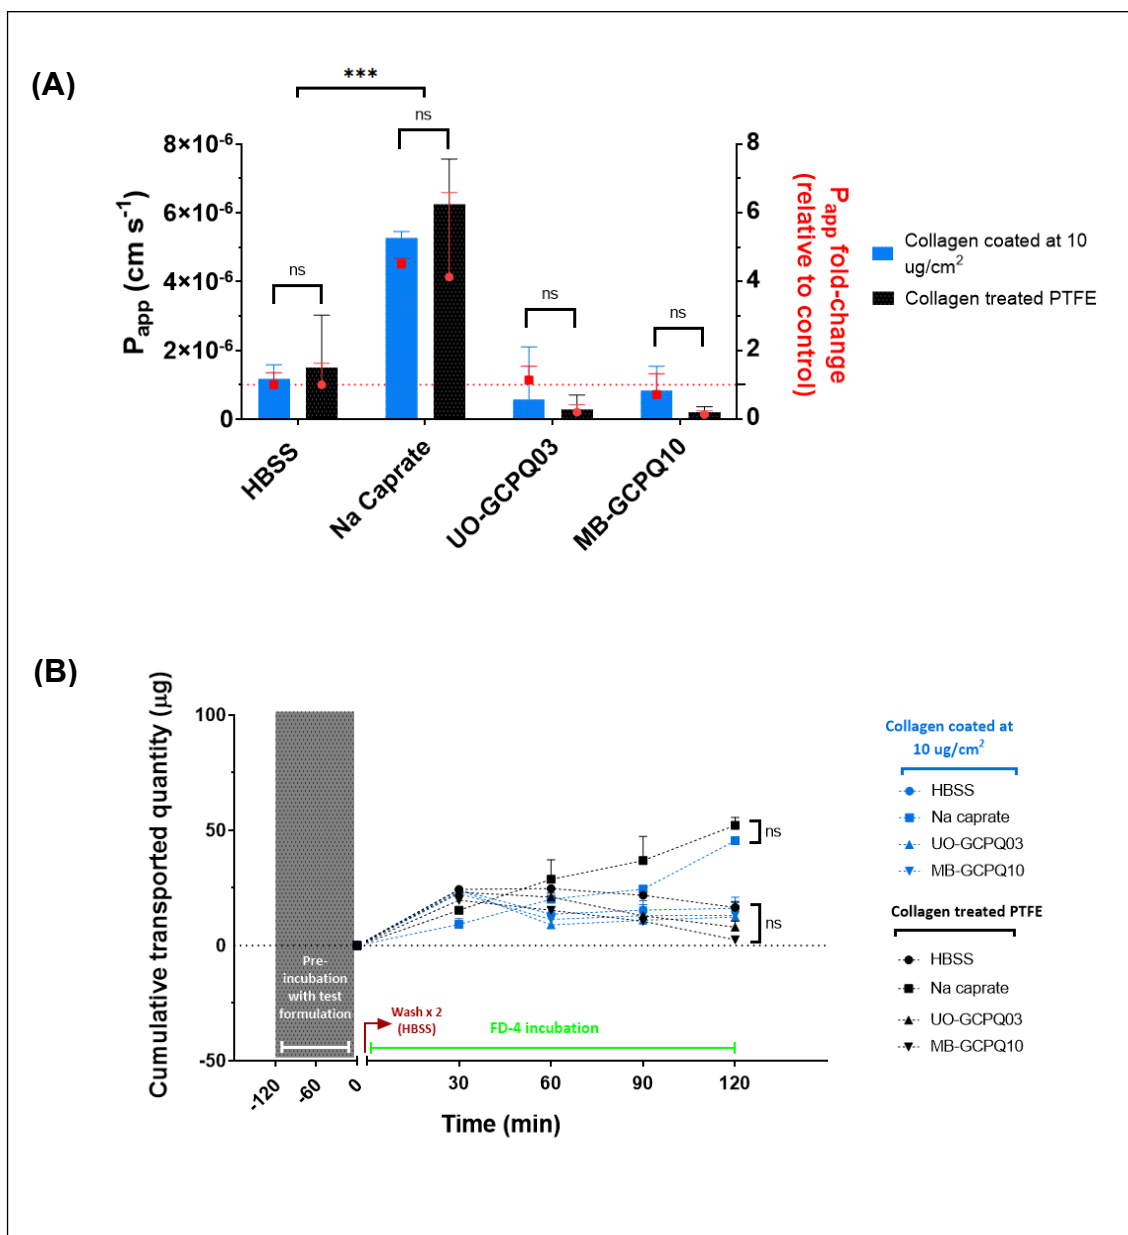 (A)
***
ns
ns
ns
ns
ns
8×10-6
6×10-6
4×10-6
2×10-6
0
Papp (cm s-1)
8
6
4
2
0
Papp fold-change
(relative to control)
HBSS
Na Caprate
UO-GCPQ03
MB-GCPQ10
Collagen coated at 10
ug/cm2
Collagen treated PTFE
(B)
Cumulative transported quantity (µg)
100
50
0
-50
Pre-
incubation
with test
formulation
Wash x 2
(HBSS)
FD-4 incubation
ns
ns
-120
-60
0
30
60
90
120
Time (min)
Collagen coated at
10 ug/cm2
HBSS
Na caprate
UO-GCPQ03
MB-GCPQ10
Collagen treated PTFE
HBSS
Na caprate
UO-GCPQ03
MB-GCPQ10